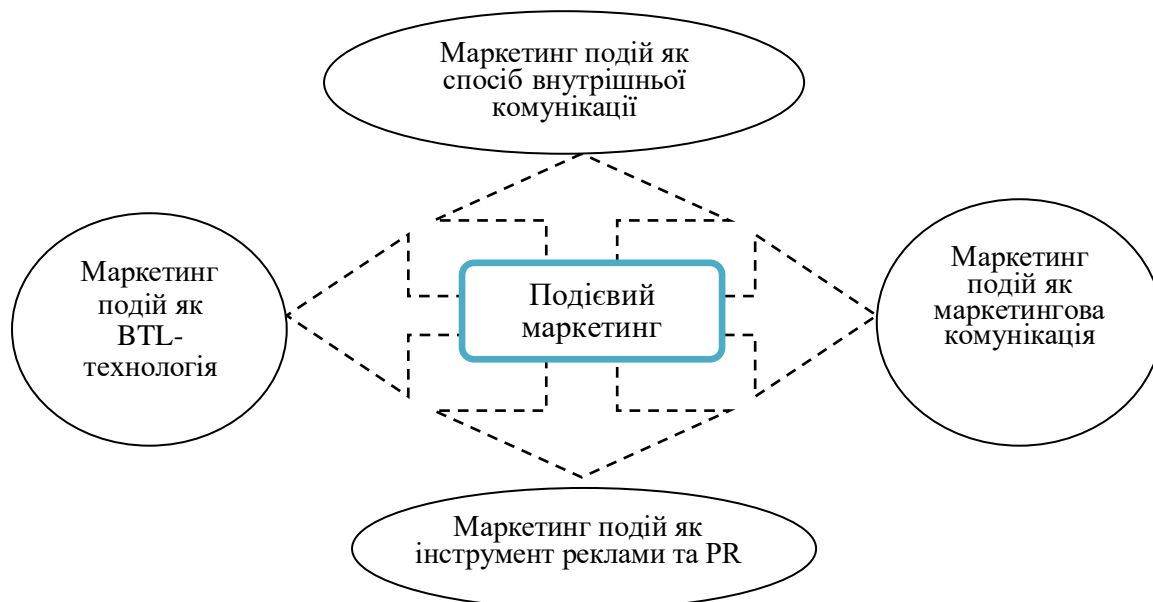 Маркетинг подій як
спосіб внутрішньої
комунікації
Маркетинг
подій як
BTL-
технологія
Подієвий
маркетинг
Маркетинг
подій як
маркетингова
комунікація
Маркетинг подій як
інструмент реклами та PR